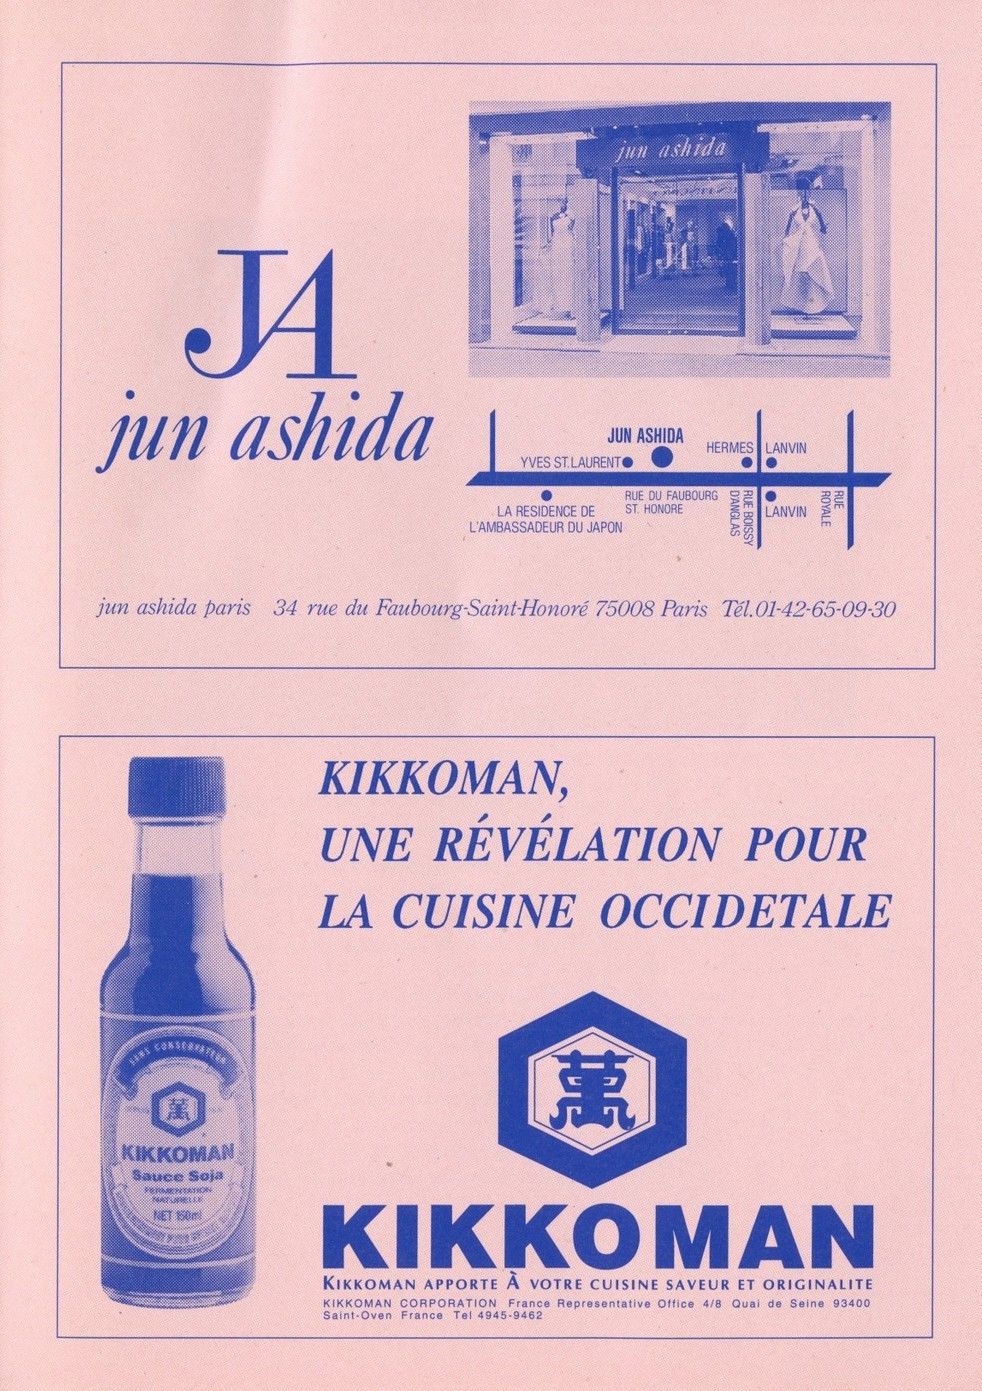 jun ashida
JA
jun ashida
JUN ASHIDA
HERMES
LANVIN
YVES ST.LAURENT
LA RESIDENCE DE
L'AMBASSADEUR DU JAPON
RUE DU FAUBOURG
ST. HONORE
RUE BOISSY
D'ANGLAS
LANVIN
RUE
ROYALE
jun ashida paris 34 rue du Faubourg-Saint-Honoré 75008 Paris Tél.01-42-65-09-30
KIKKOMAN,
UNE RÉVÉLATION POUR
LA CUISINE OCCIDETALE
SANS CONSERVATEUR
萬
KIKKOMAN
Sauce Soja
FERMENTATION
NATURELLE
NET 150ml
萬
KIKKOMAN
KIKKOMAN APPORTE À VOTRE CUISINE SAVEUR ET ORIGINALITE
KIKKOMAN CORPORATION France Representative Office 4/8 Quai de Seine 93400
Saint-Oven France Tel 4945-9462